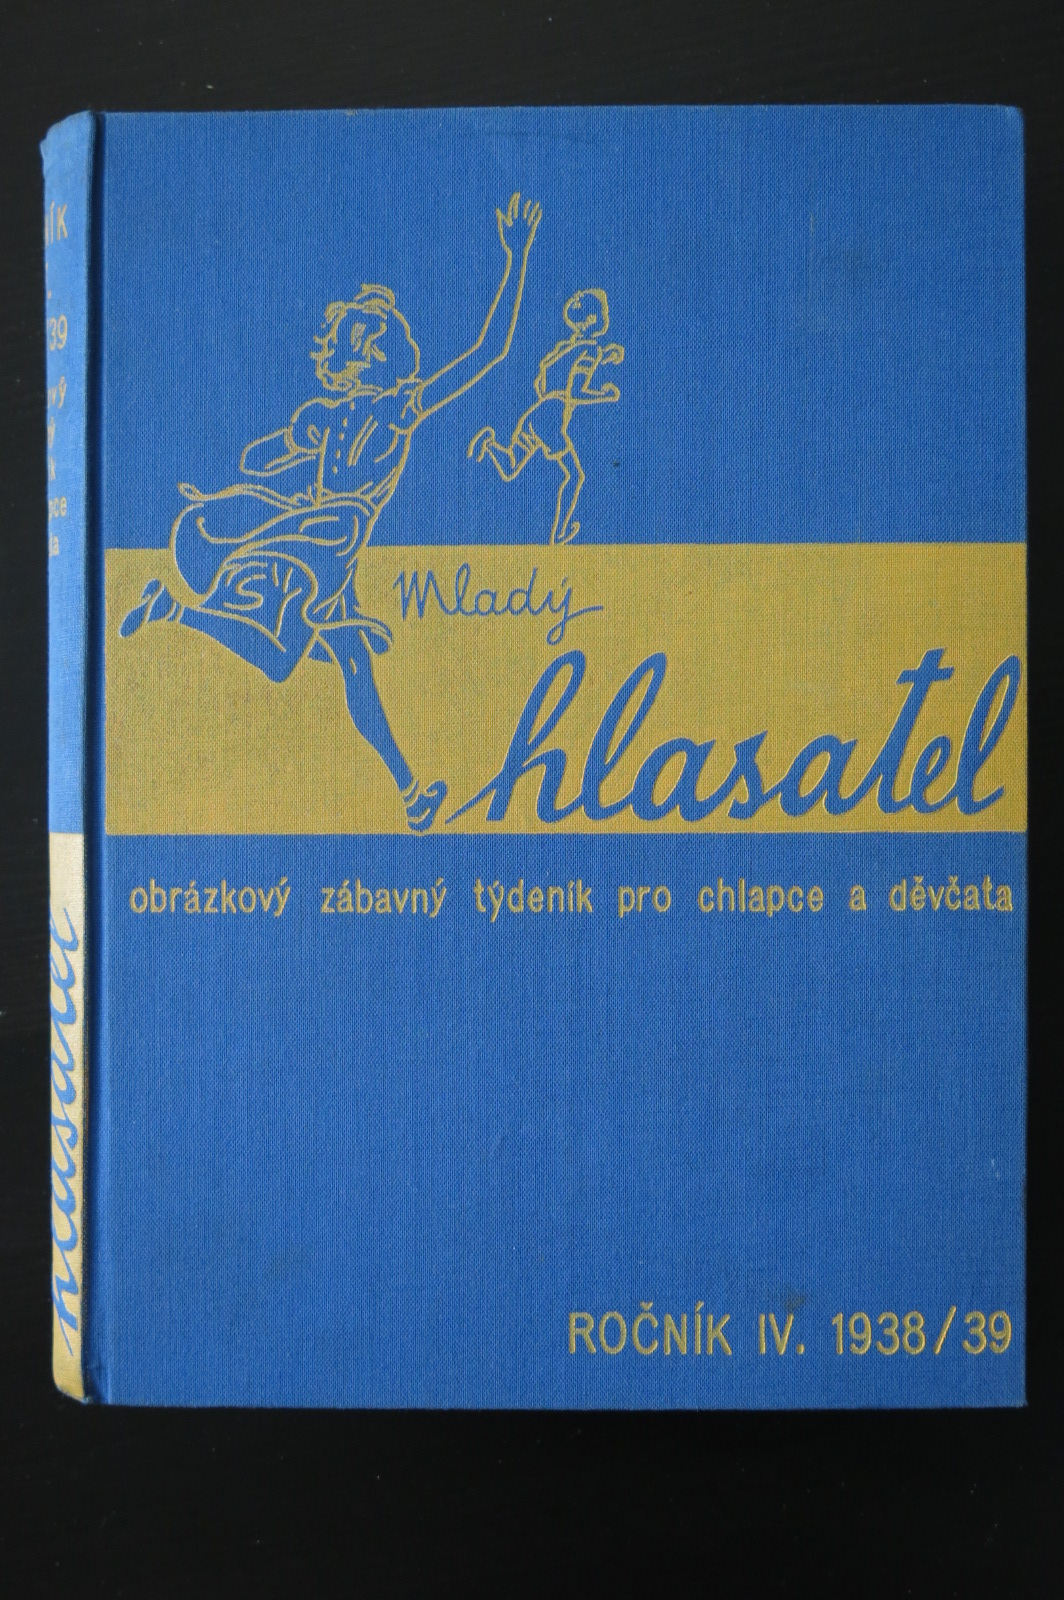 Mladý
hlasatel
obrázkový zábavný týdeník pro chlapce a děvčata
ROČNÍK IV. 1938/39
hlasatel